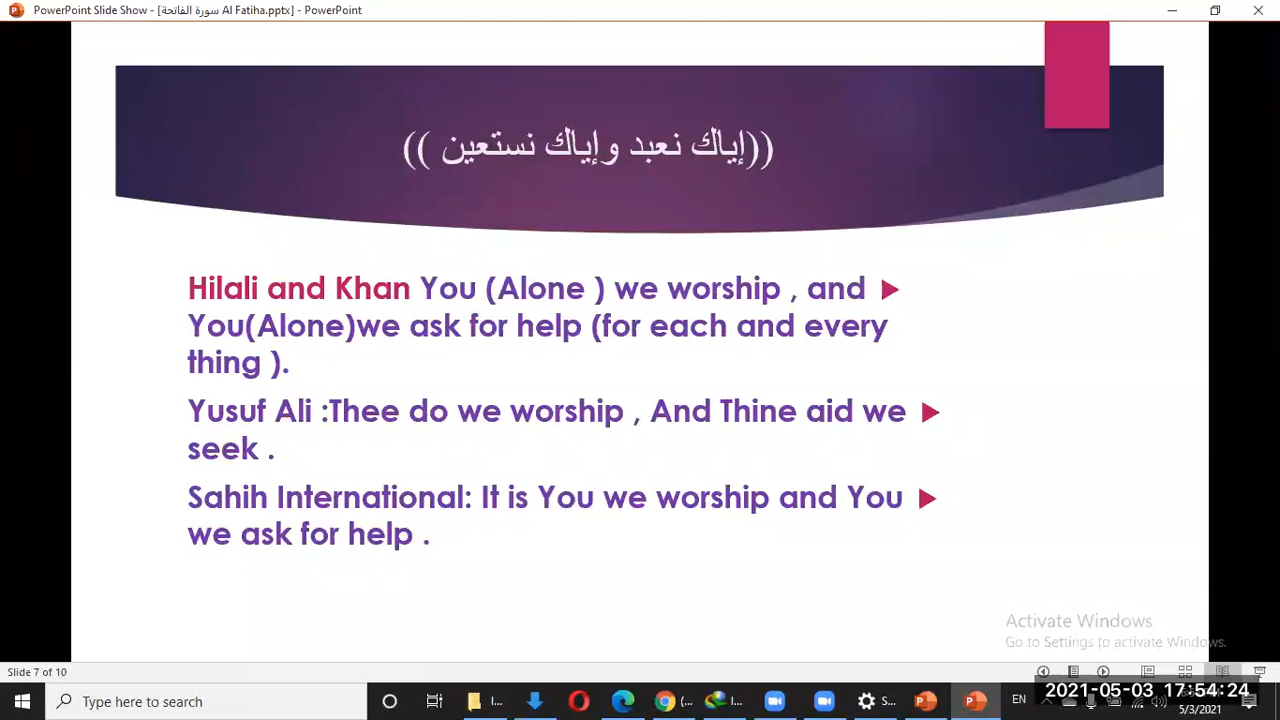 PowerPoint Slide Show - [سورة الفاتحة Al Fatiha.pptx] - PowerPoint
((إياك نعبد وإياك نستعين ))
Hilali and Khan You (Alone ) we worship , and
You(Alone)we ask for help (for each and every
thing ).
Yusuf Ali :Thee do we worship , And Thine aid we
seek .
Sahih International: It is You we worship and You
we ask for help .
Activate Windows
Go to Settings to activate Windows.
Slide 7 of 10
Type here to search
I...
(...
I...
S...
EN
2021-05-03 17:54:24
5/3/2021